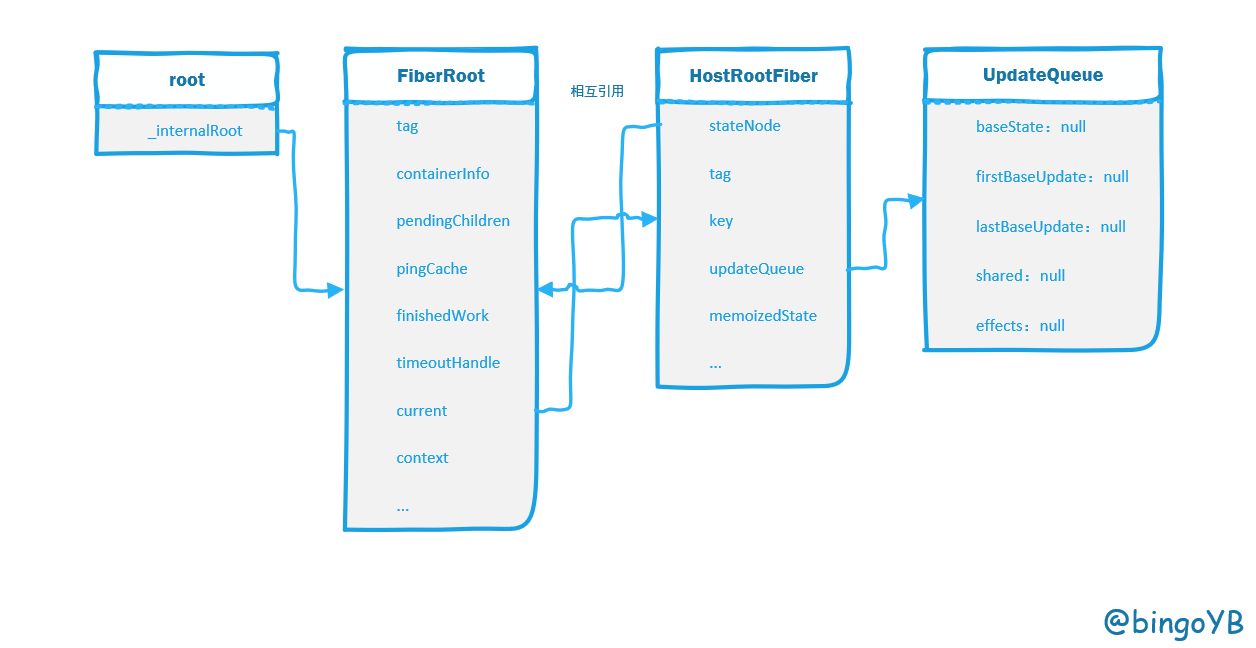 root
_internalRoot
FiberRoot
tag
containerInfo
pendingChildren
pingCache
finishedWork
timeoutHandle
current
context
...
相互引用
HostRootFiber
stateNode
tag
key
updateQueue
memoizedState
...
UpdateQueue
baseState：null
firstBaseUpdate：null
lastBaseUpdate：null
shared：null
effects：null
@bingoYB